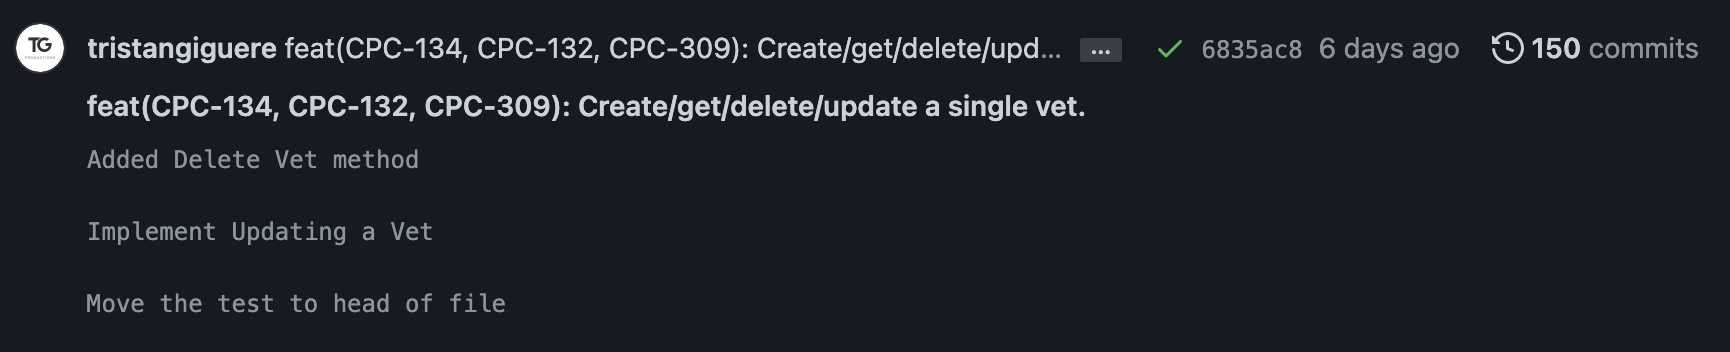 TG
PRODUCTIONS
tristangiguere feat(CPC-134, CPC-132, CPC-309): Create/get/delete/upd... ... 6835ac8 6 days ago 150 commits
feat(CPC-134, CPC-132, CPC-309): Create/get/delete/update a single vet.
Added Delete Vet method
Implement Updating a Vet
Move the test to head of file